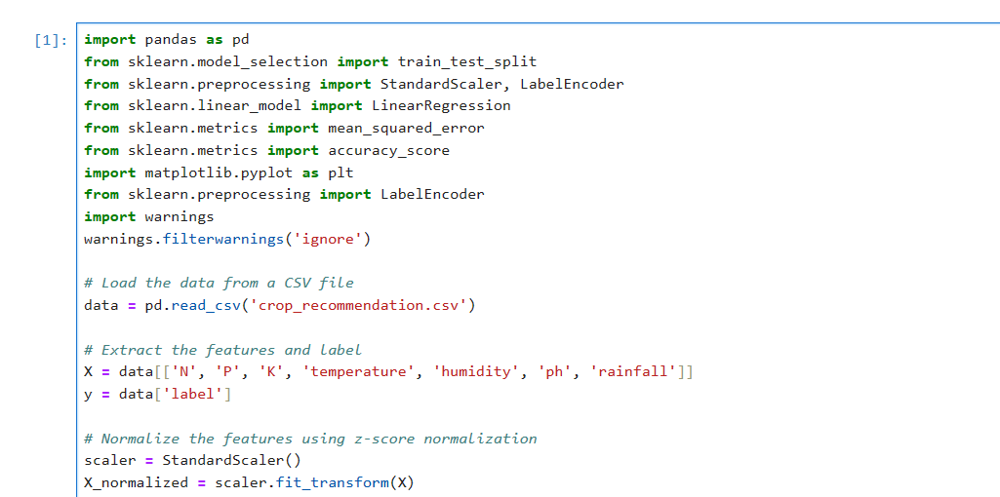 [1]: import pandas as pd
from sklearn.model_selection import train_test_split
from sklearn.preprocessing import StandardScaler, LabelEncoder
from sklearn.linear_model import LinearRegression
from sklearn.metrics import mean_squared_error
from sklearn.metrics import accuracy_score
import matplotlib.pyplot as plt
from sklearn.preprocessing import LabelEncoder
import warnings
warnings.filterwarnings('ignore')
# Load the data from a CSV file
data = pd.read_csv('crop_recommendation.csv')
# Extract the features and label
X = data[['N', 'P', 'K', 'temperature', 'humidity', 'ph', 'rainfall']]
y = data['label']
# Normalize the features using z-score normalization
scaler = StandardScaler()
X_normalized = scaler.fit_transform(X)